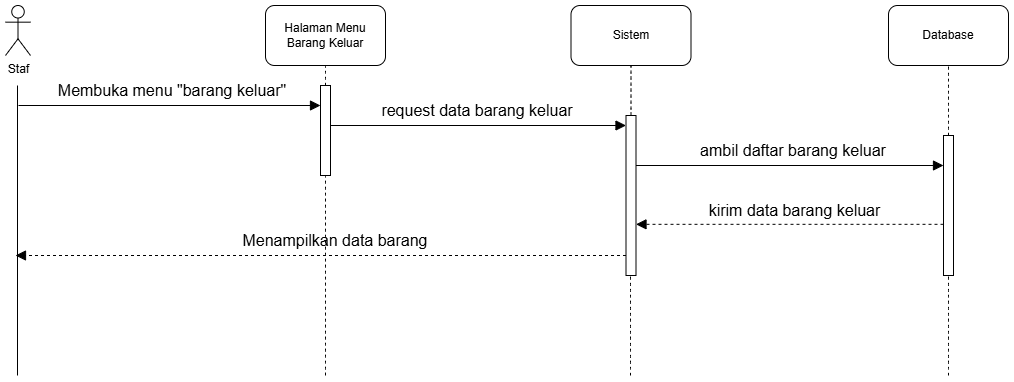 Staf
Halaman Menu
Barang Keluar
Sistem
Database
Membuka menu "barang keluar"
request data barang keluar
ambil daftar barang keluar
kirim data barang keluar
Menampilkan data barang